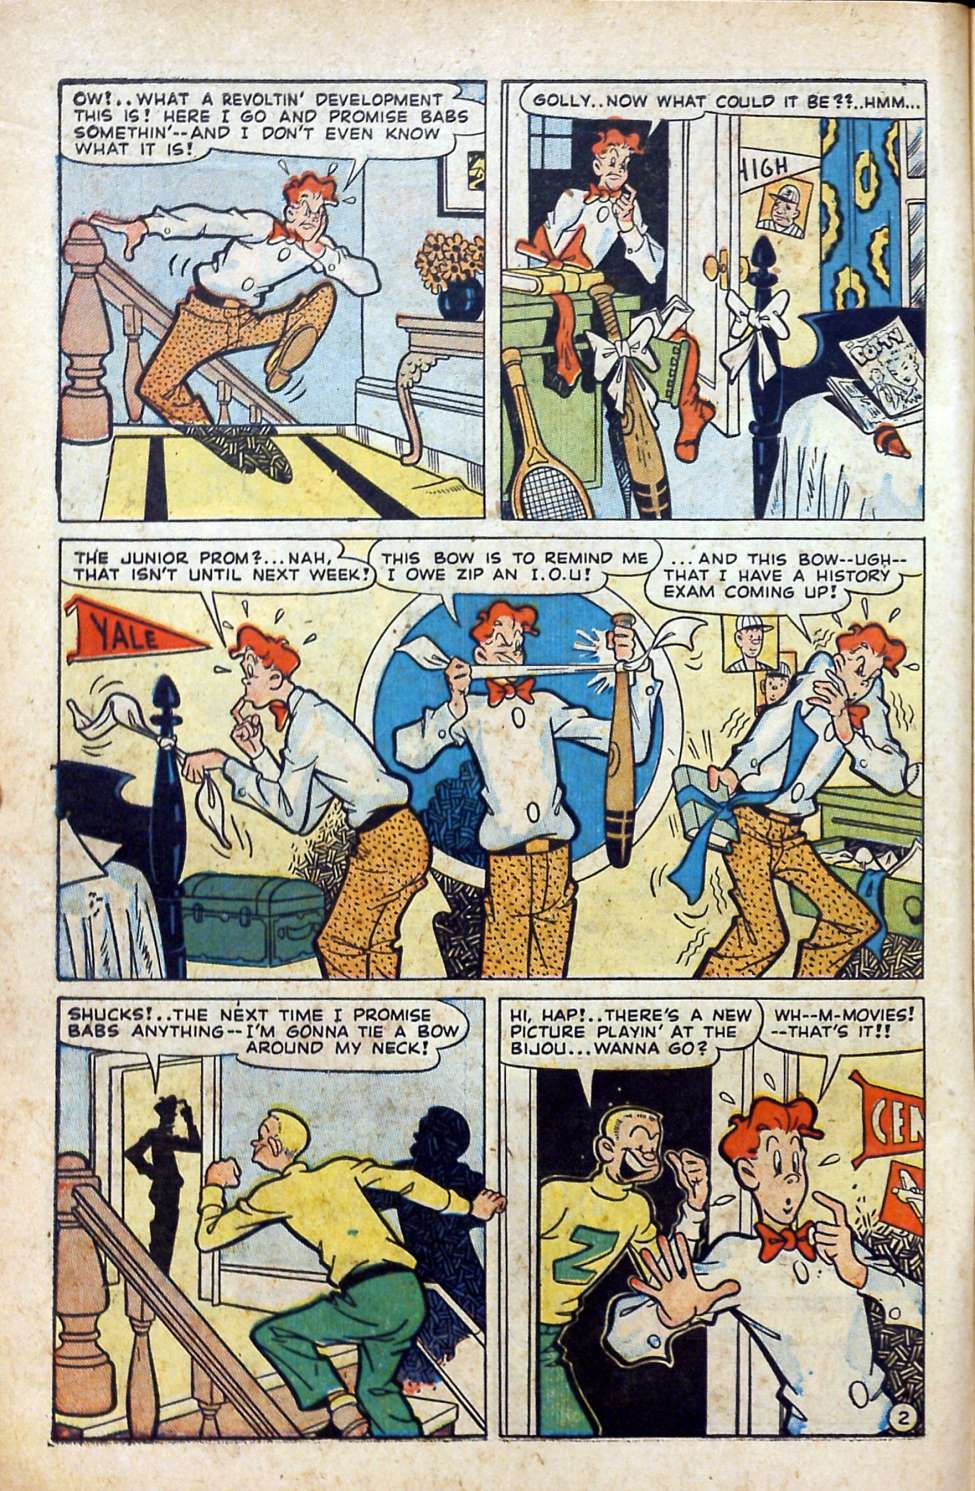 OW!..WHAT A REVOLTIN' DEVELOPMENT
THIS IS! HERE I GO AND PROMISE BABS
SOMETHIN'--AND I DON'T EVEN KNOW
WHAT IT IS!
GOLLY..NOW WHAT COULD IT BE??..HMM...
HIGH
DOTTY
THE JUNIOR PROM?...NAH,
THAT ISN'T UNTIL NEXT WEEK!
YALE
THIS BOW IS TO REMIND ME
I OWE ZIP AN I.O.U!
...AND THIS BOW--UGH--
THAT I HAVE A HISTORY
EXAM COMING UP!
SHUCKS!..THE NEXT TIME I PROMISE
BABS ANYTHING--I'M GONNA TIE A BOW
AROUND MY NECK!
HI, HAP!..THERE'S A NEW
PICTURE PLAYIN' AT THE
BIJOU...WANNA GO?
WH--M-MOVIES!
--THAT'S IT!!
CEN
Z
2